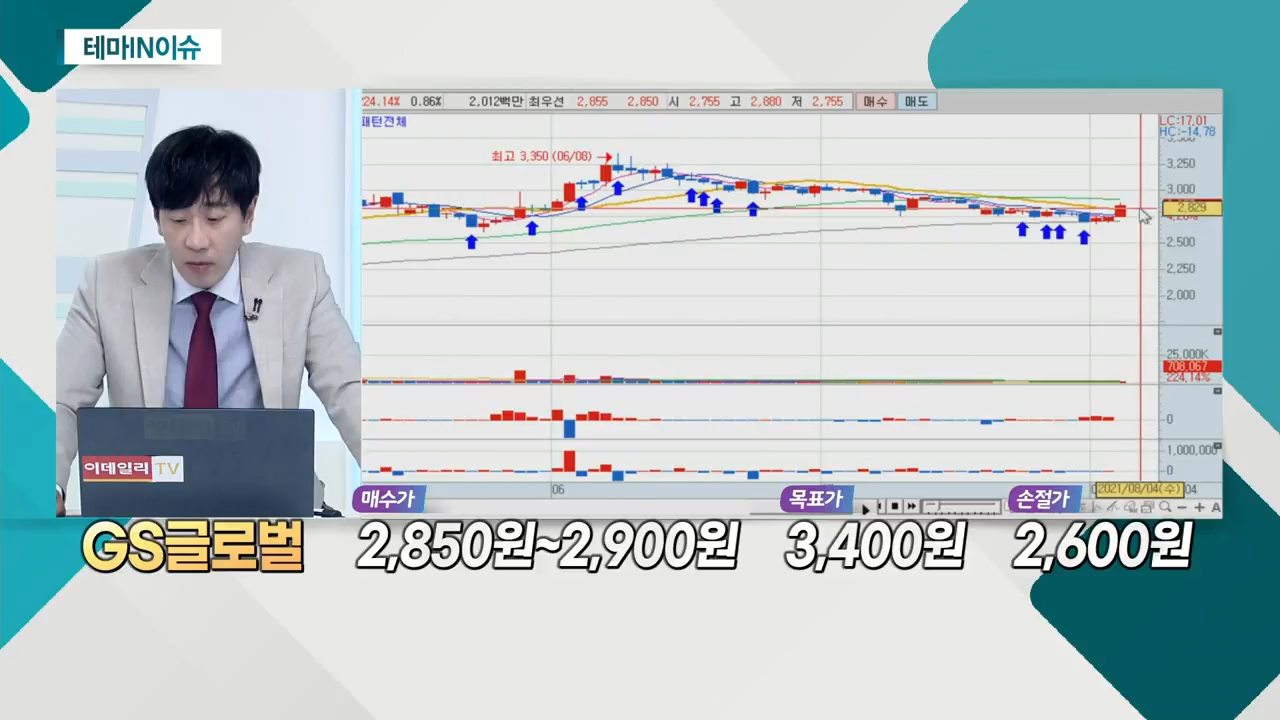 테마IN이슈
224.14% 0.86% 2,012백만 최우선 2,855 2,850 시 2,755 고 2,880 저 2,755 매수 매도
패턴전체
LC:17.01
HC:-14.78
최고 3,350 (06/08)
3,250
3,000
2,829
2,500
2,250
2,000
25,000K
708,067
224.14%
0
1,000,000
0
06
2021/08/04(수)
04
이데일리TV
매수가
목표가
손절가
GS글로벌
2,850원~2,900원
3,400원
2,600원